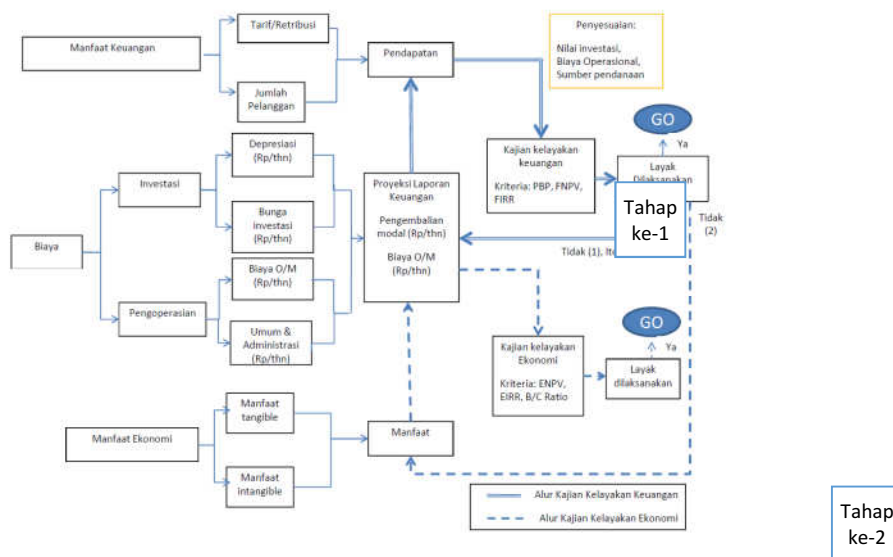 Manfaat Keuangan
Tarif/Retribusi
Jumlah
Pelanggan
Pendapatan
Penyesuaian:
Nilai investasi,
Biaya Operasional,
Sumber pendanaan
GO
Ya
Kajian kelayakan
keuangan
Kriteria: PBP, FNPV,
FIRR
Layak
Dilaksanakan
Tahap
ke-1
Tidak
(2)
Tidak (1),
Biaya
Investasi
Depresiasi
(Rp/thn)
Bunga
investasi
(Rp/thn)
Pengoperasian
Biaya O/M
(Rp/thn)
Umum &
Administrasi
(Rp/thn)
Proyeksi Laporan
Keuangan
Pengembalian
modal (Rp/thn)
Biaya O/M
(Rp/thn)
Kajian kelayakan
Ekonomi
Kriteria: ENPV,
EIRR, B/C Ratio
GO
Ya
Layak
dilaksanakan
Manfaat Ekonomi
Manfaat
tangible
Manfaat
intangible
Manfaat
Alur Kajian Kelayakan Keuangan
Alur Kajian Kelayakan Ekonomi
Tahap
ke-2